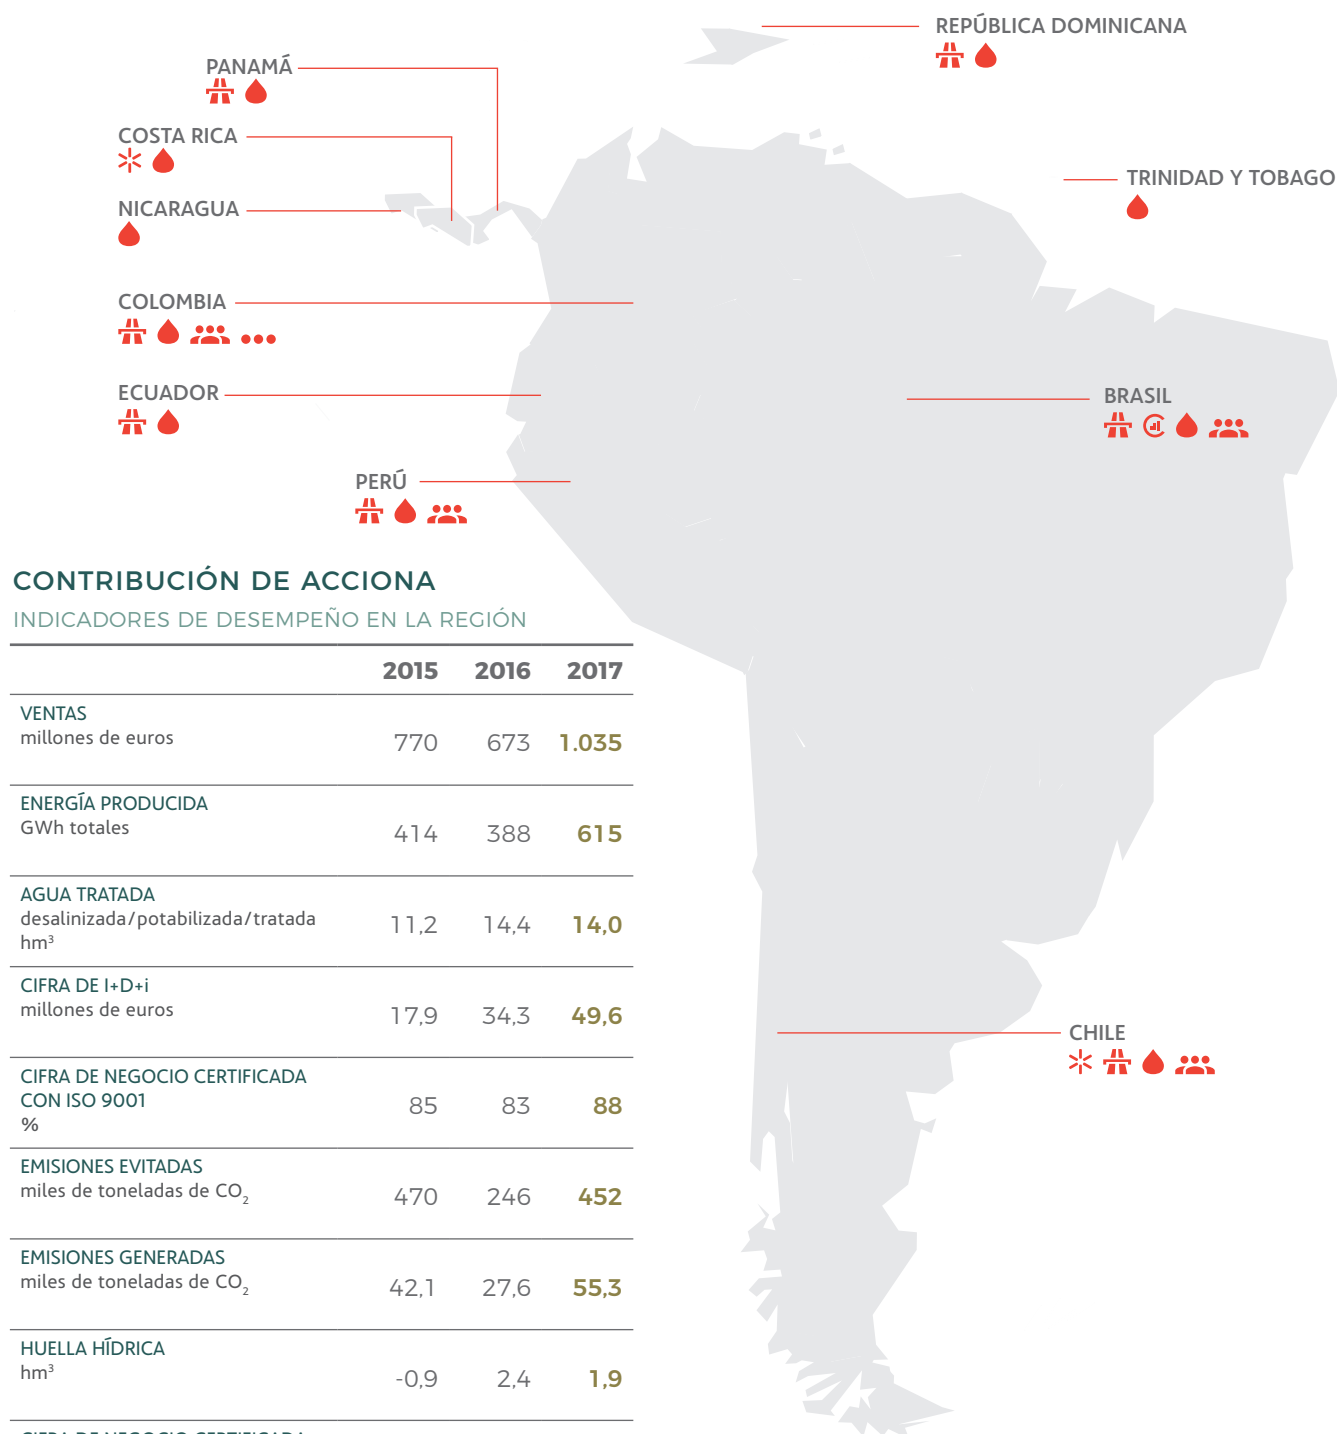 REPÚBLICA DOMINICANA
PANAMÁ
COSTA RICA
TRINIDAD Y TOBAGO
NICARAGUA
COLOMBIA
ECUADOR
BRASIL
PERÚ
CONTRIBUCIÓN DE ACCIONA
INDICADORES DE DESEMPEÑO EN LA REGIÓN
2015 2016 2017
VENTAS
millones de euros
770 673 1.035
ENERGÍA PRODUCIDA
GWh totales
414 388 615
AGUA TRATADA
desalinizada/potabilizada/tratada
hm³
11,2 14,4 14,0
CIFRA DE I+D+i
millones de euros
17,9 34,3 49,6
CHILE
CIFRA DE NEGOCIO CERTIFICADA
CON ISO 9001
%
85 83 88
EMISIONES EVITADAS
miles de toneladas de CO₂
470 246 452
EMISIONES GENERADAS
miles de toneladas de CO₂
42,1 27,6 55,3
HUELLA HÍDRICA
hm³
-0,9 2,4 1,9